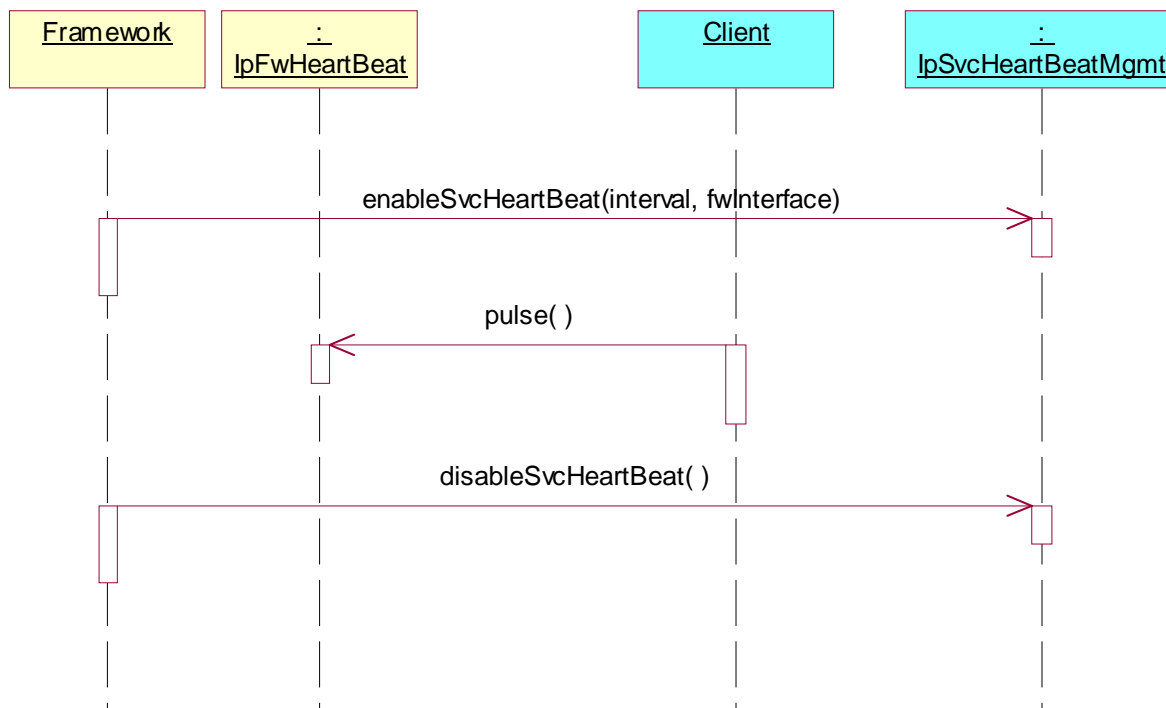 Framework
:
IpFwHeartBeat
Client
:
IpSvcHeartBeatMgmt
enableSvcHeartBeat(interval, fwInterface)
pulse( )
disableSvcHeartBeat( )